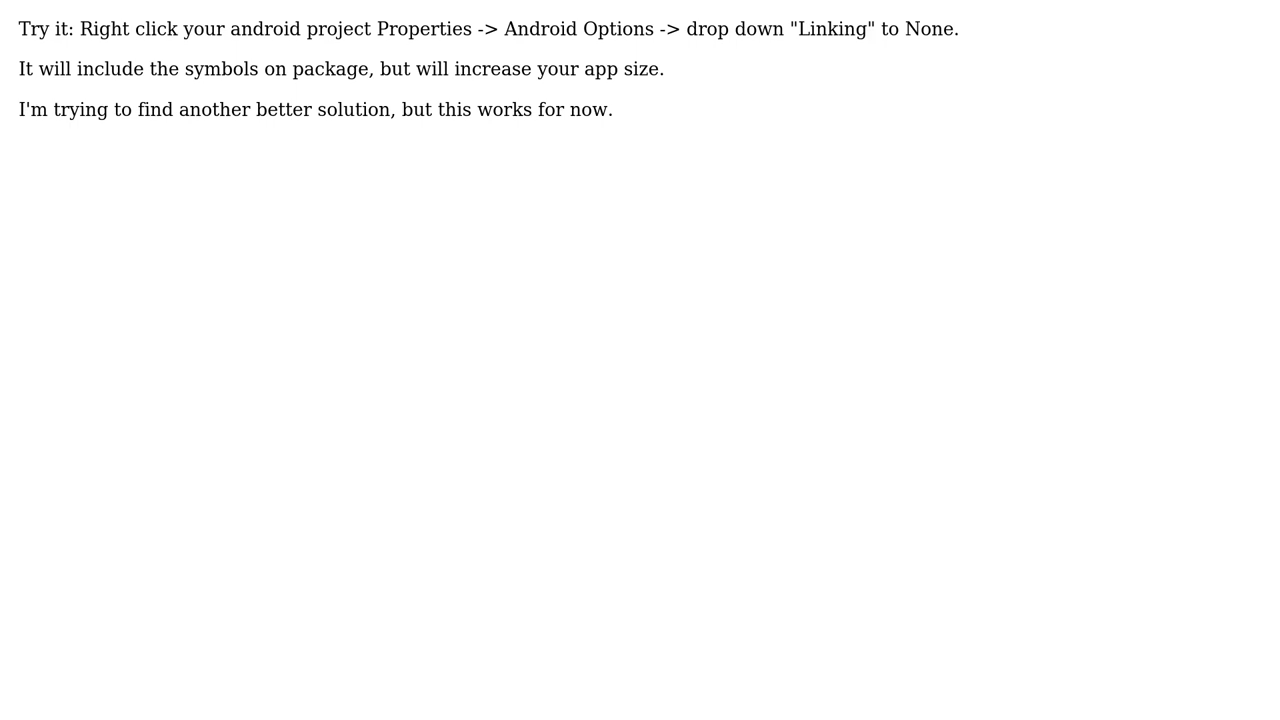 Try it: Right click your android project Properties -> Android Options -> drop down "Linking" to None.
It will include the symbols on package, but will increase your app size.
I'm trying to find another better solution, but this works for now.